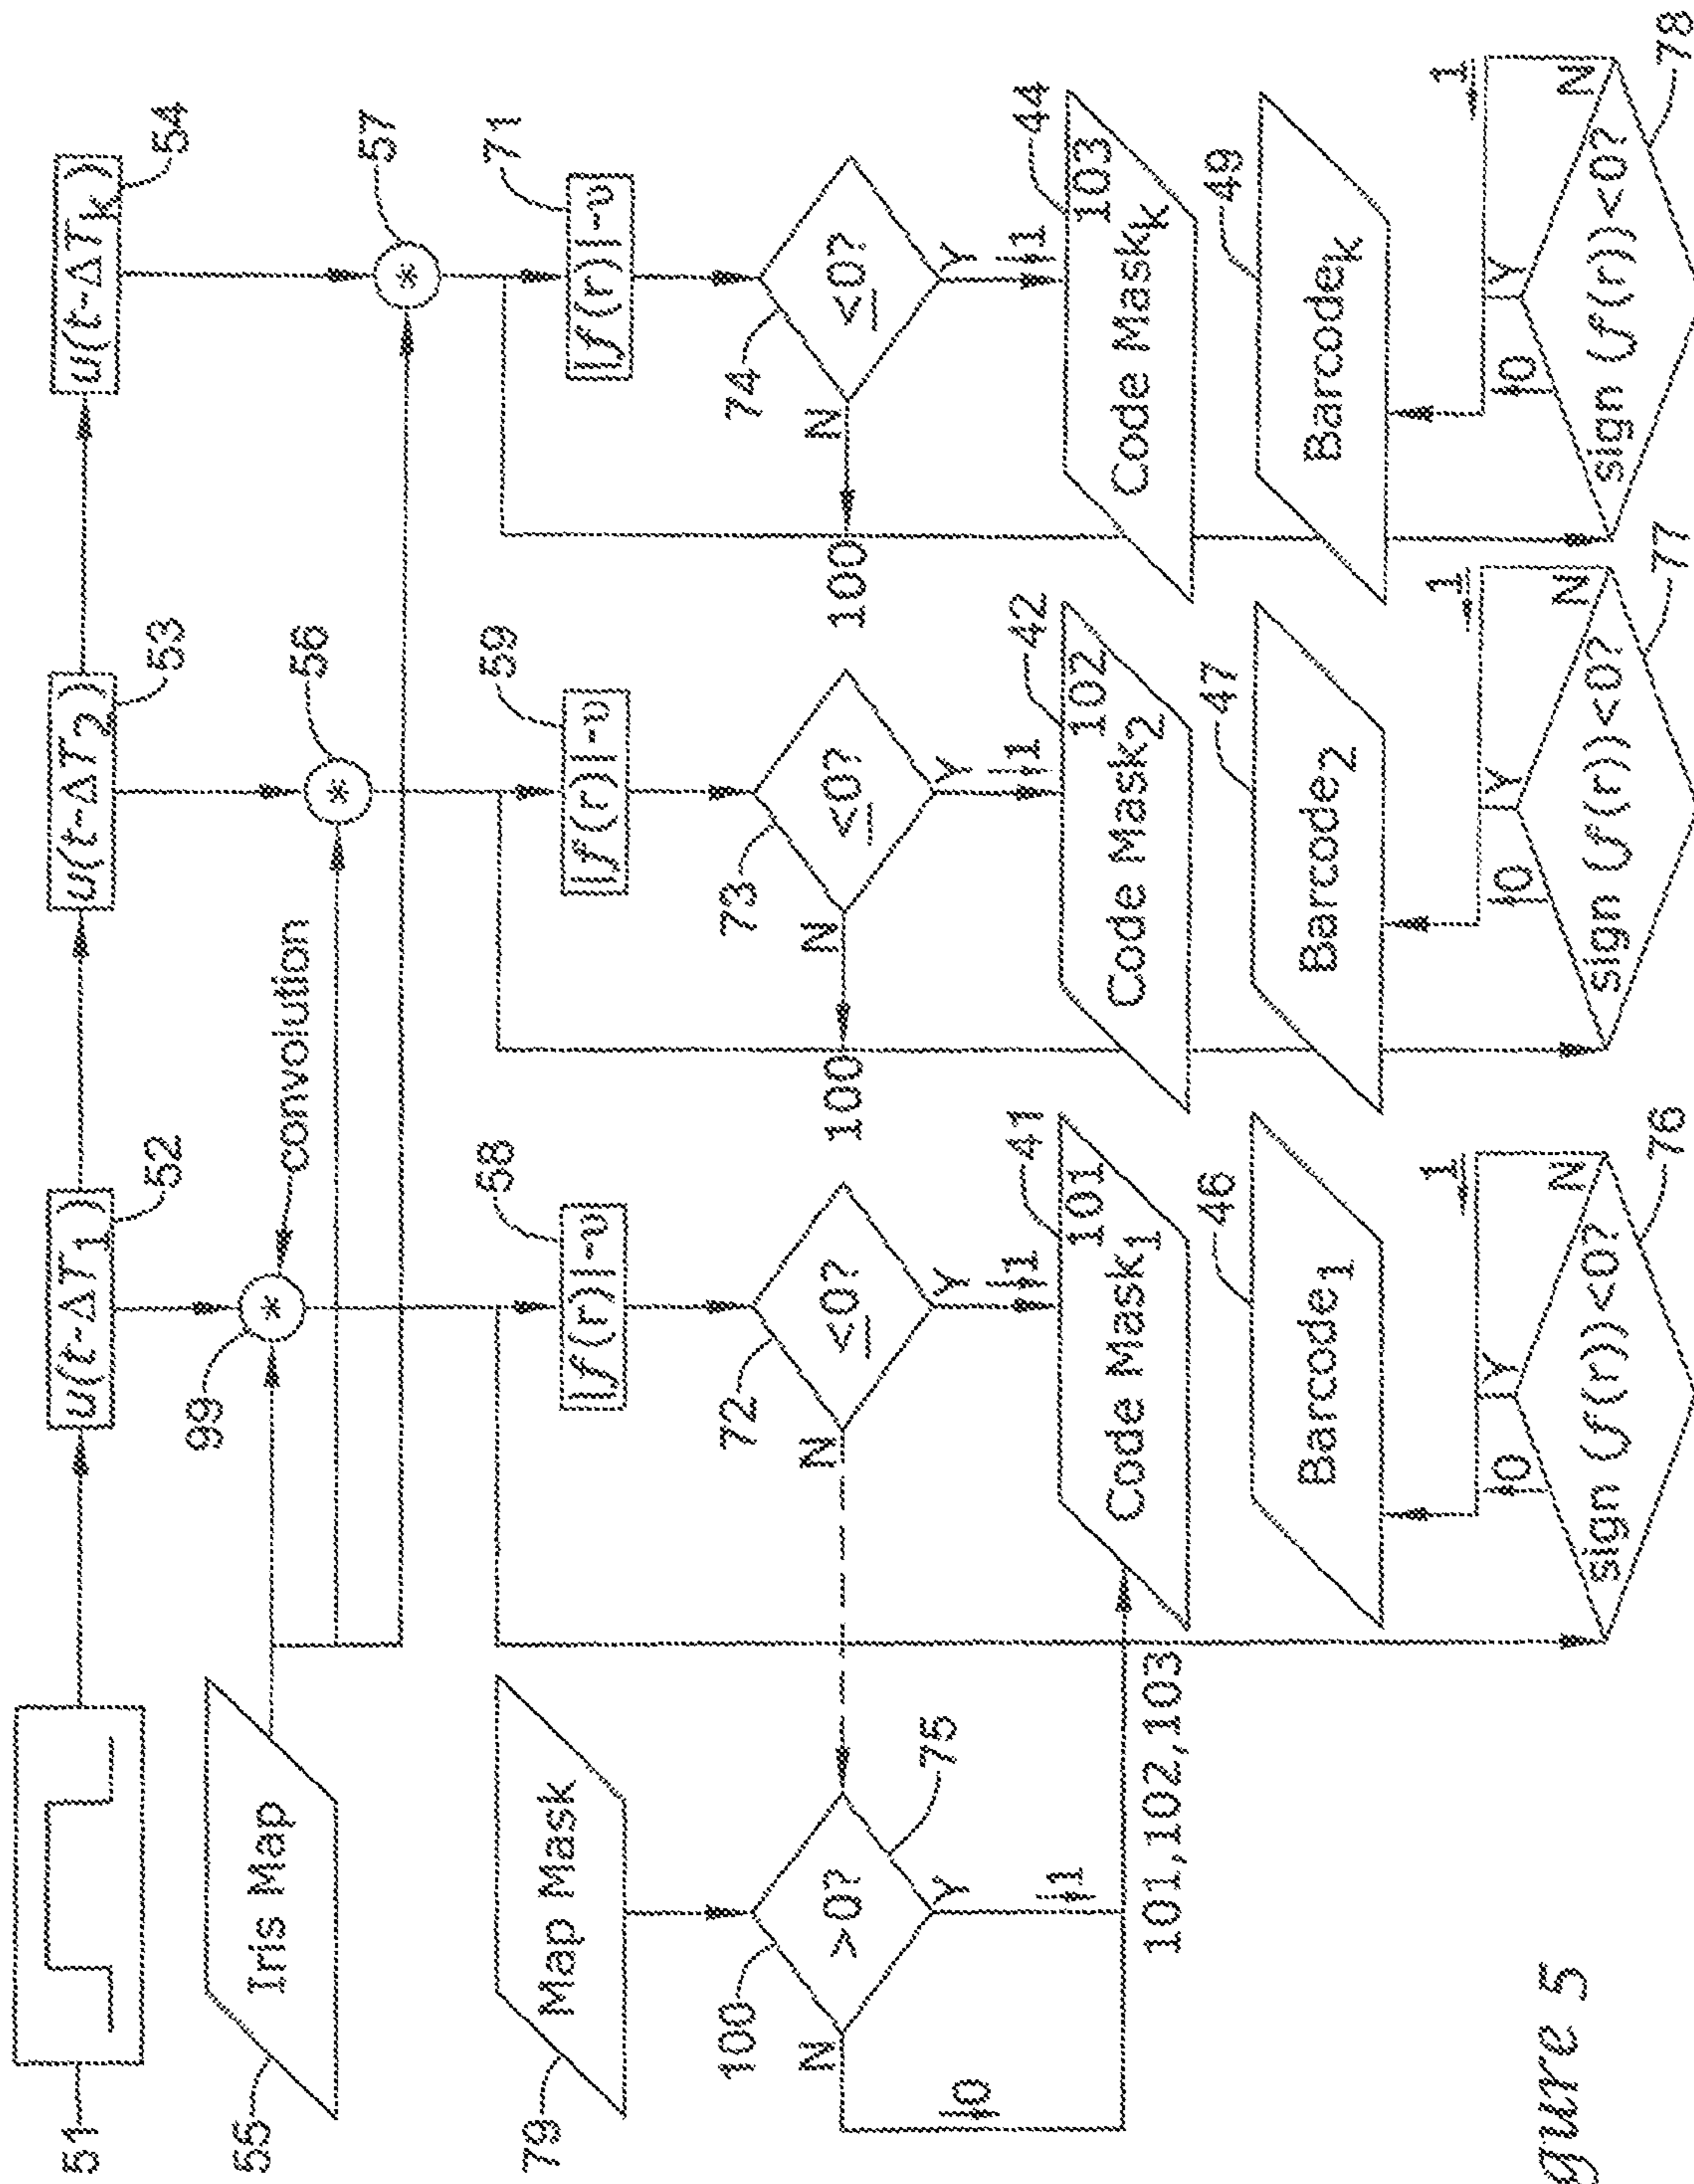 51
u(t-ΔT1)
52
u(t-ΔT2)
53
u(t-ΔTk)
54
55
Iris Map
99
*
convolution
*
56
*
57
79
Map Mask
|f(r)|-υ
58
|f(r)|-υ
59
|f(r)|-υ
71
100
>0?
75
N
Y
0
1
72
≤0?
N
Y
1
73
≤0?
N
Y
1
100
74
≤0?
N
Y
1
100
101,102,103
Code Mask1
101
41
Code Mask2
102
42
Code Maskk
103
44
Barcode1
46
Barcode2
47
Barcodek
49
0
Y
1
N
sign (f(r))<0?
76
0
Y
1
N
sign (f(r))<0?
77
0
Y
1
N
sign (f(r))<0?
78
gure 5